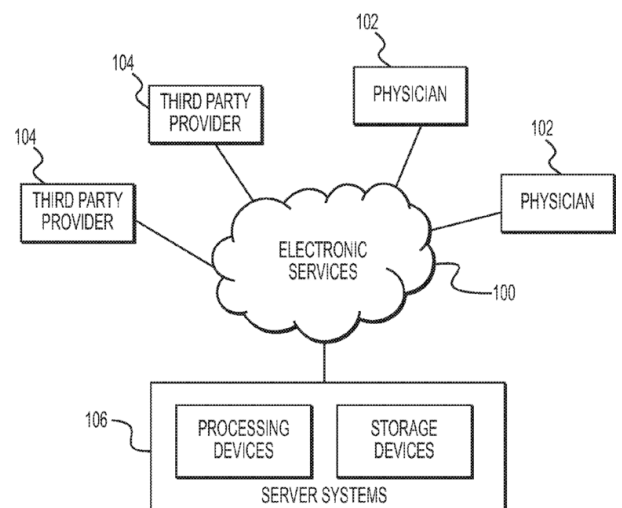 102
104
PHYSICIAN
THIRD PARTY
PROVIDER
102
104
THIRD PARTY
PROVIDER
PHYSICIAN
ELECTRONIC
SERVICES
100
106
PROCESSING
DEVICES
STORAGE
DEVICES
SERVER SYSTEMS